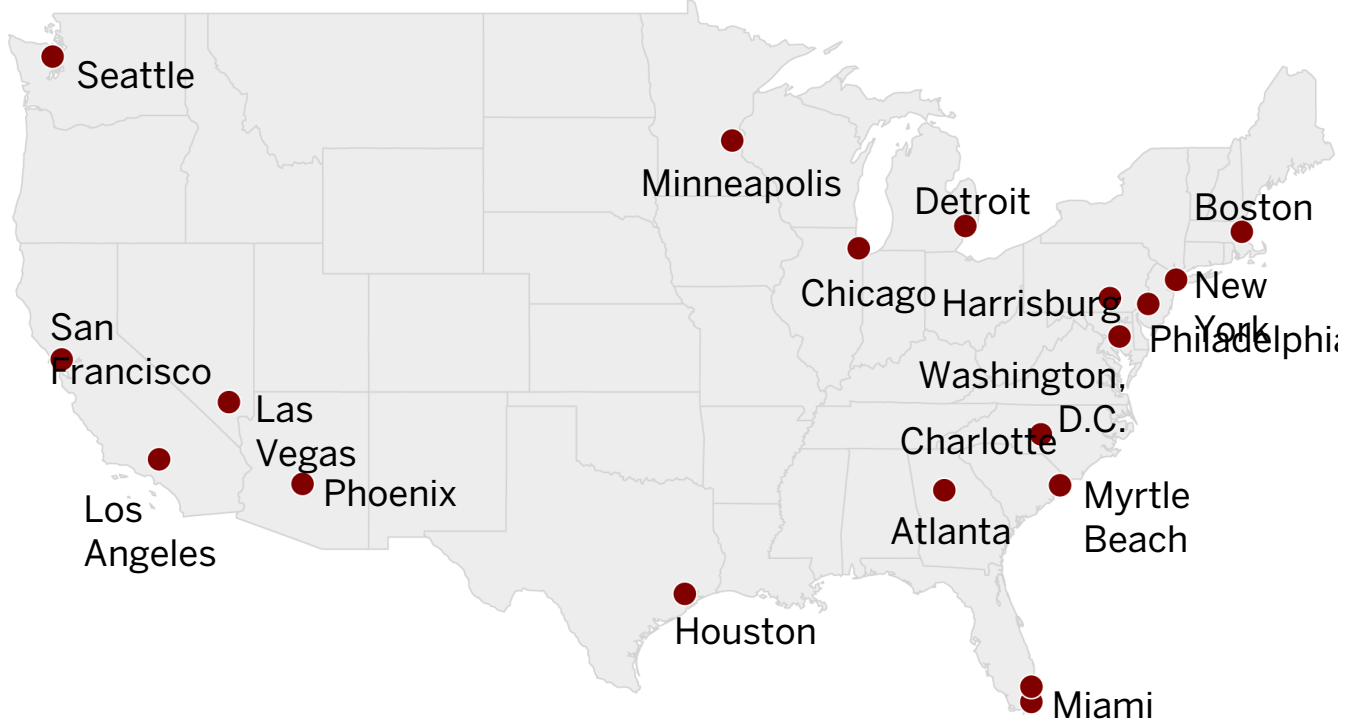 Seattle
Minneapolis
Detroit
Boston
Chicago
Harrisburg
New
York
Philadelphia
San
Francisco
Washington,
D.C.
Las
Vegas
Charlotte
Phoenix
Myrtle
Beach
Los
Angeles
Atlanta
Houston
Miami